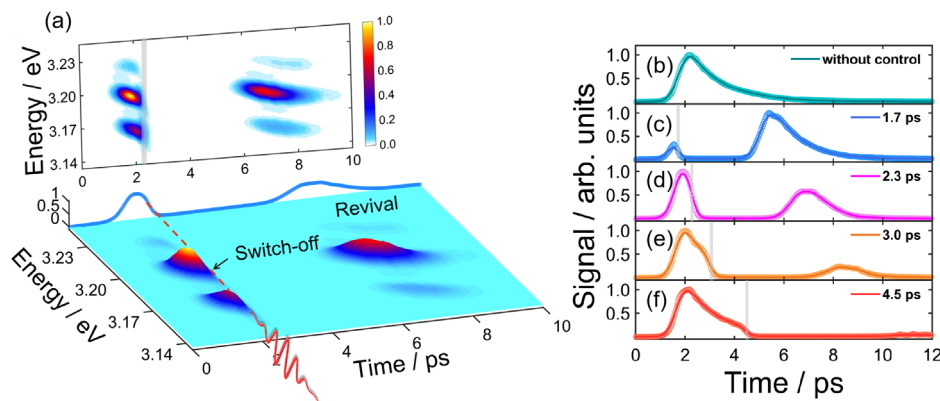 (a)
Energy / eV
3.23
3.20
3.17
3.14
0 2 4 6 8 10
1.0
0.8
0.6
0.4
0.2
0.0
1
0.5
0
Revival
Switch-off
Energy / eV
3.23
3.20
3.17
3.14
0 2 4 6 8 10
Time / ps
Signal / arb. units
(b)
1.0
0.5
without control
(c)
1.0
0.5
1.7 ps
(d)
1.0
0.5
2.3 ps
(e)
1.0
0.5
3.0 ps
(f)
1.0
0.5
4.5 ps
0 2 4 6 8 10 12
Time / ps